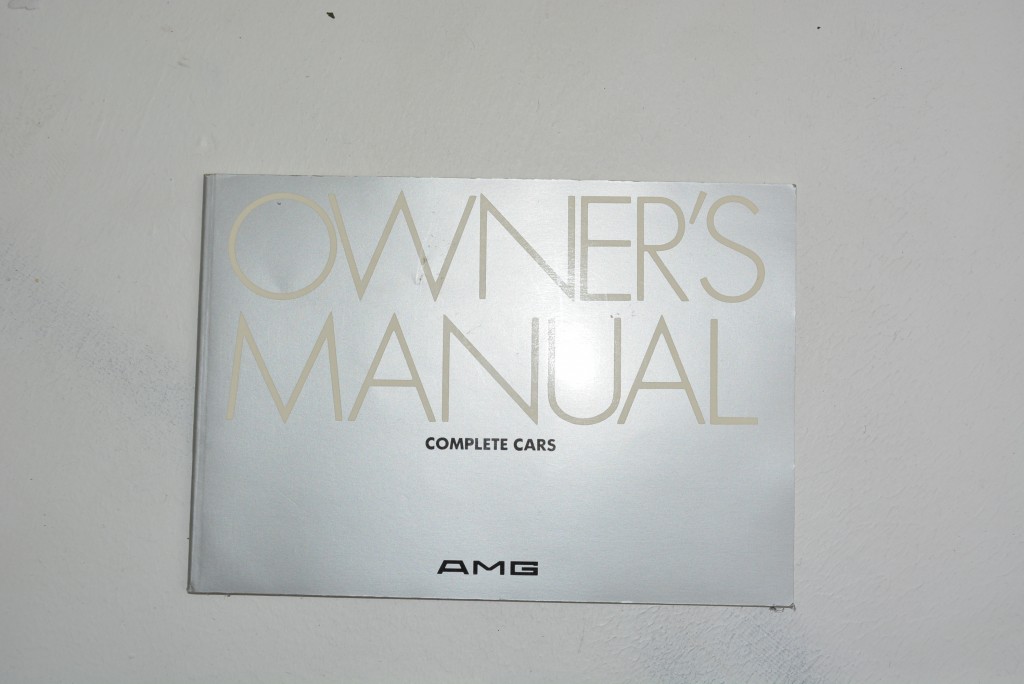 OWNER'S
MANUAL
COMPLETE CARS
AMG